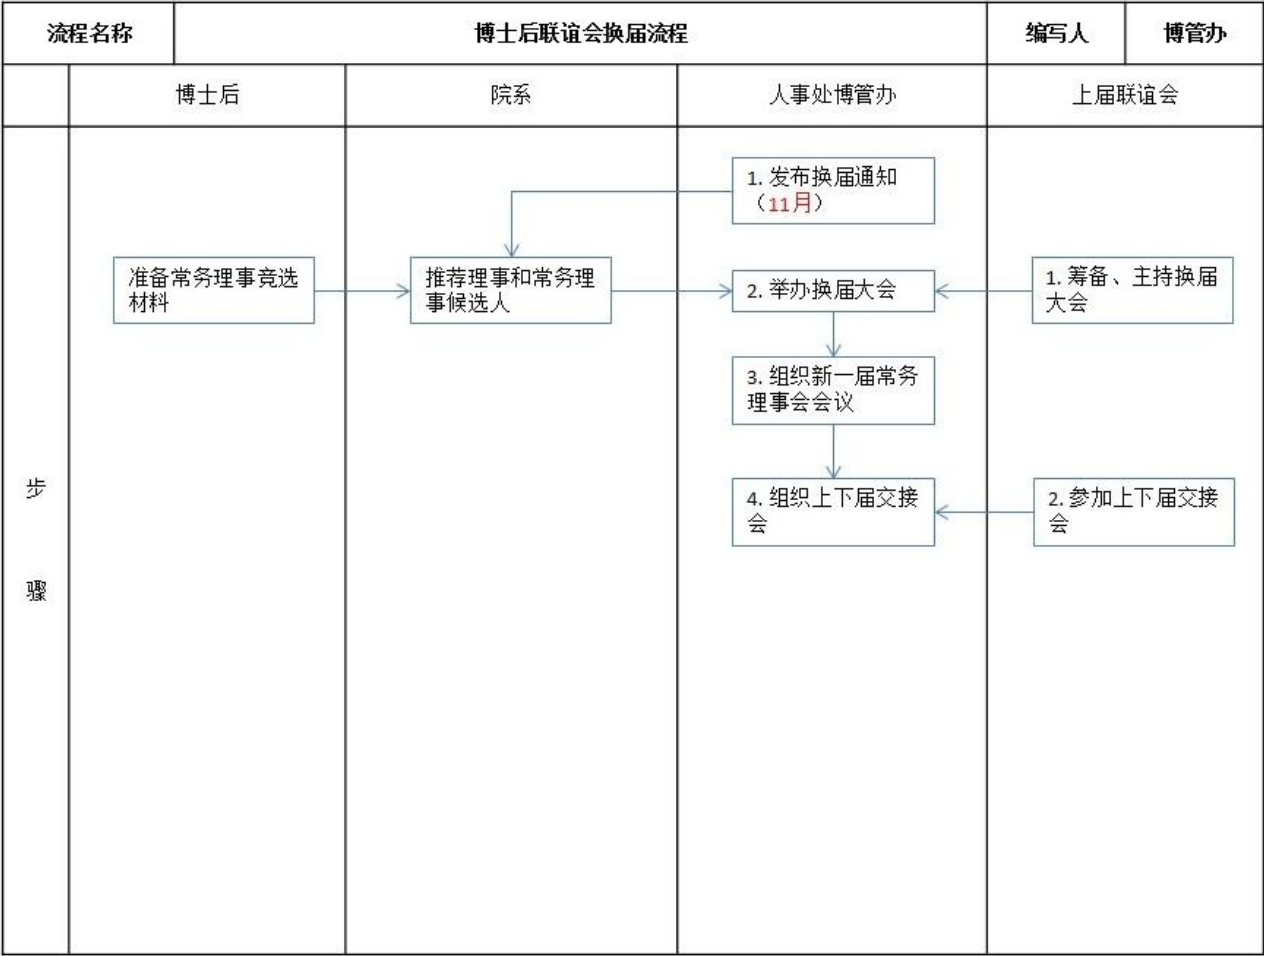 流程名称
博士后联谊会换届流程
编写人
博管办
博士后
院系
人事处博管办
上届联谊会
步
骤
1. 发布换届通知
（11月）
准备常务理事竞选
材料
推荐理事和常务理
事候选人
2. 举办换届大会
1. 筹备、主持换届
大会
3. 组织新一届常务
理事会会议
4. 组织上下届交接
会
2. 参加上下届交接
会